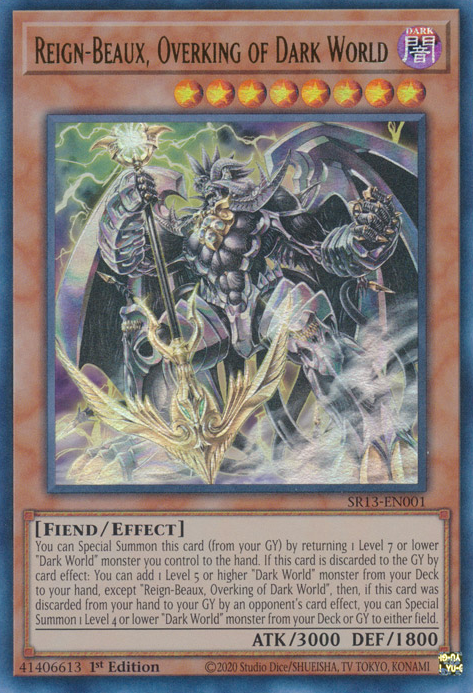 REIGN-BEAUX, OVERKING OF DARK WORLD
DARK
闇
SR13-EN001
[FIEND/EFFECT]
You can Special Summon this card (from your GY) by returning 1 Level 7 or lower
"Dark World" monster you control to the hand. If this card is discarded to the GY by
card effect: You can add 1 Level 5 or higher "Dark World" monster from your Deck
to your hand, except "Reign-Beaux, Overking of Dark World", then, if this card was
discarded from your hand to your GY by an opponent's card effect, you can Special
Summon 1 Level 4 or lower "Dark World" monster from your Deck or GY to either field.
ATK/3000 DEF/1800
41406613 1st Edition ©2020 Studio Dice/SHUEISHA, TV TOKYO, KONAMI